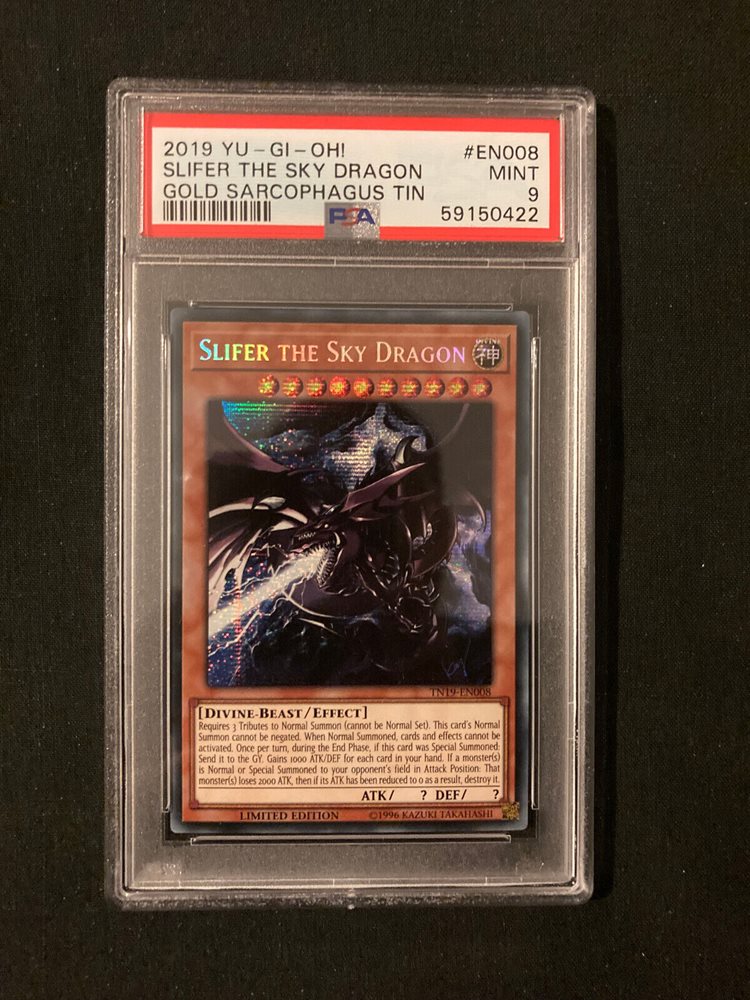 2019 YU-GI-OH! #EN008
SLIFER THE SKY DRAGON MINT
GOLD SARCOPHAGUS TIN 9
PSA 59150422
SLIFER THE SKY DRAGON
DIVINE
神
TN19-EN008
[DIVINE-BEAST/EFFECT]
Requires 3 Tributes to Normal Summon (cannot be Normal Set). This card's Normal
Summon cannot be negated. When Normal Summoned, cards and effects cannot be
activated. Once per turn, during the End Phase, if this card was Special Summoned:
Send it to the GY. Gains 1000 ATK/DEF for each card in your hand. If a monster(s)
is Normal or Special Summoned to your opponent's field in Attack Position: That
monster(s) loses 2000 ATK, then if its ATK has been reduced to 0 as a result, destroy it.
ATK/ ? DEF/ ?
LIMITED EDITION ©1996 KAZUKI TAKAHASHI